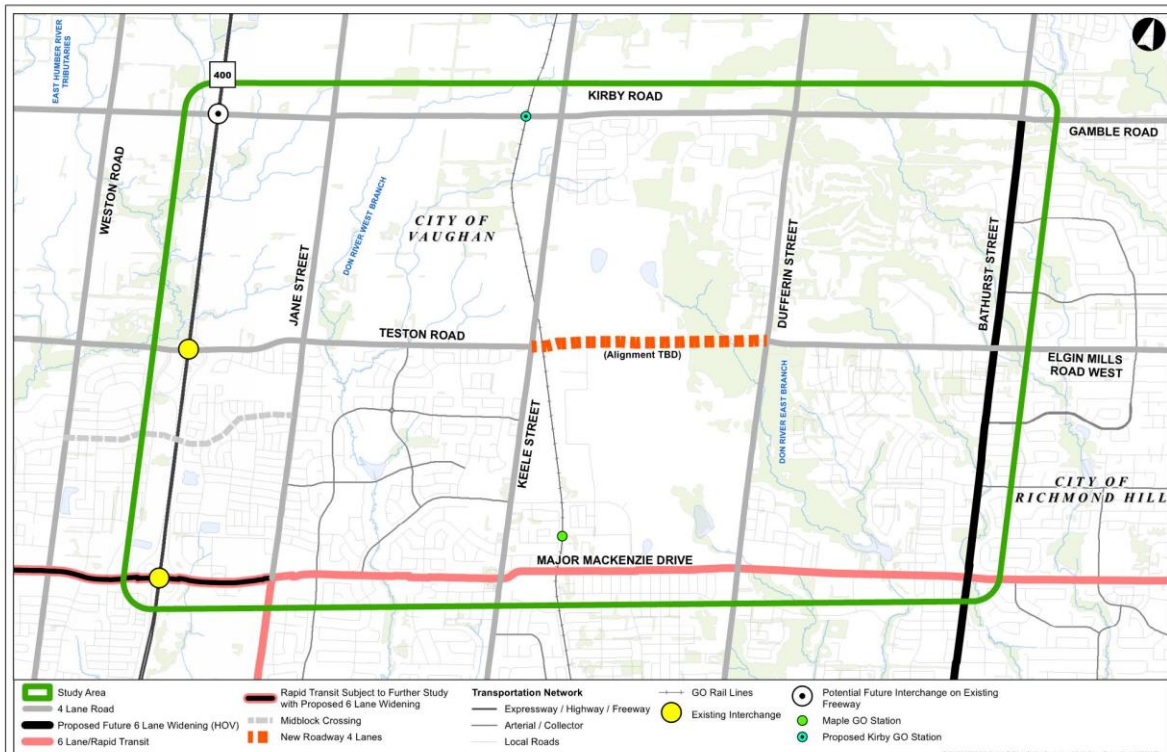 400
EAST HUMBER RIVER
TRIBUTARIES
KIRBY ROAD
GAMBLE ROAD
WESTON ROAD
JANE STREET
DON RIVER WEST BRANCH
CITY OF
VAUGHAN
DUFFERIN STREET
BATHURST STREET
TESTON ROAD
(Alignment TBD)
ELGIN MILLS
ROAD WEST
KEELE STREET
DON RIVER EAST BRANCH
CITY OF
RICHMOND HILL
MAJOR MACKENZIE DRIVE
Study Area
4 Lane Road
Proposed Future 6 Lane Widening (HOV)
6 Lane/Rapid Transit
Rapid Transit Subject to Further Study
with Proposed 6 Lane Widening
Midblock Crossing
New Roadway 4 Lanes
Transportation Network
Expressway / Highway / Freeway
Arterial / Collector
Local Roads
GO Rail Lines
Existing Interchange
Potential Future Interchange on Existing
Freeway
Maple GO Station
Proposed Kirby GO Station